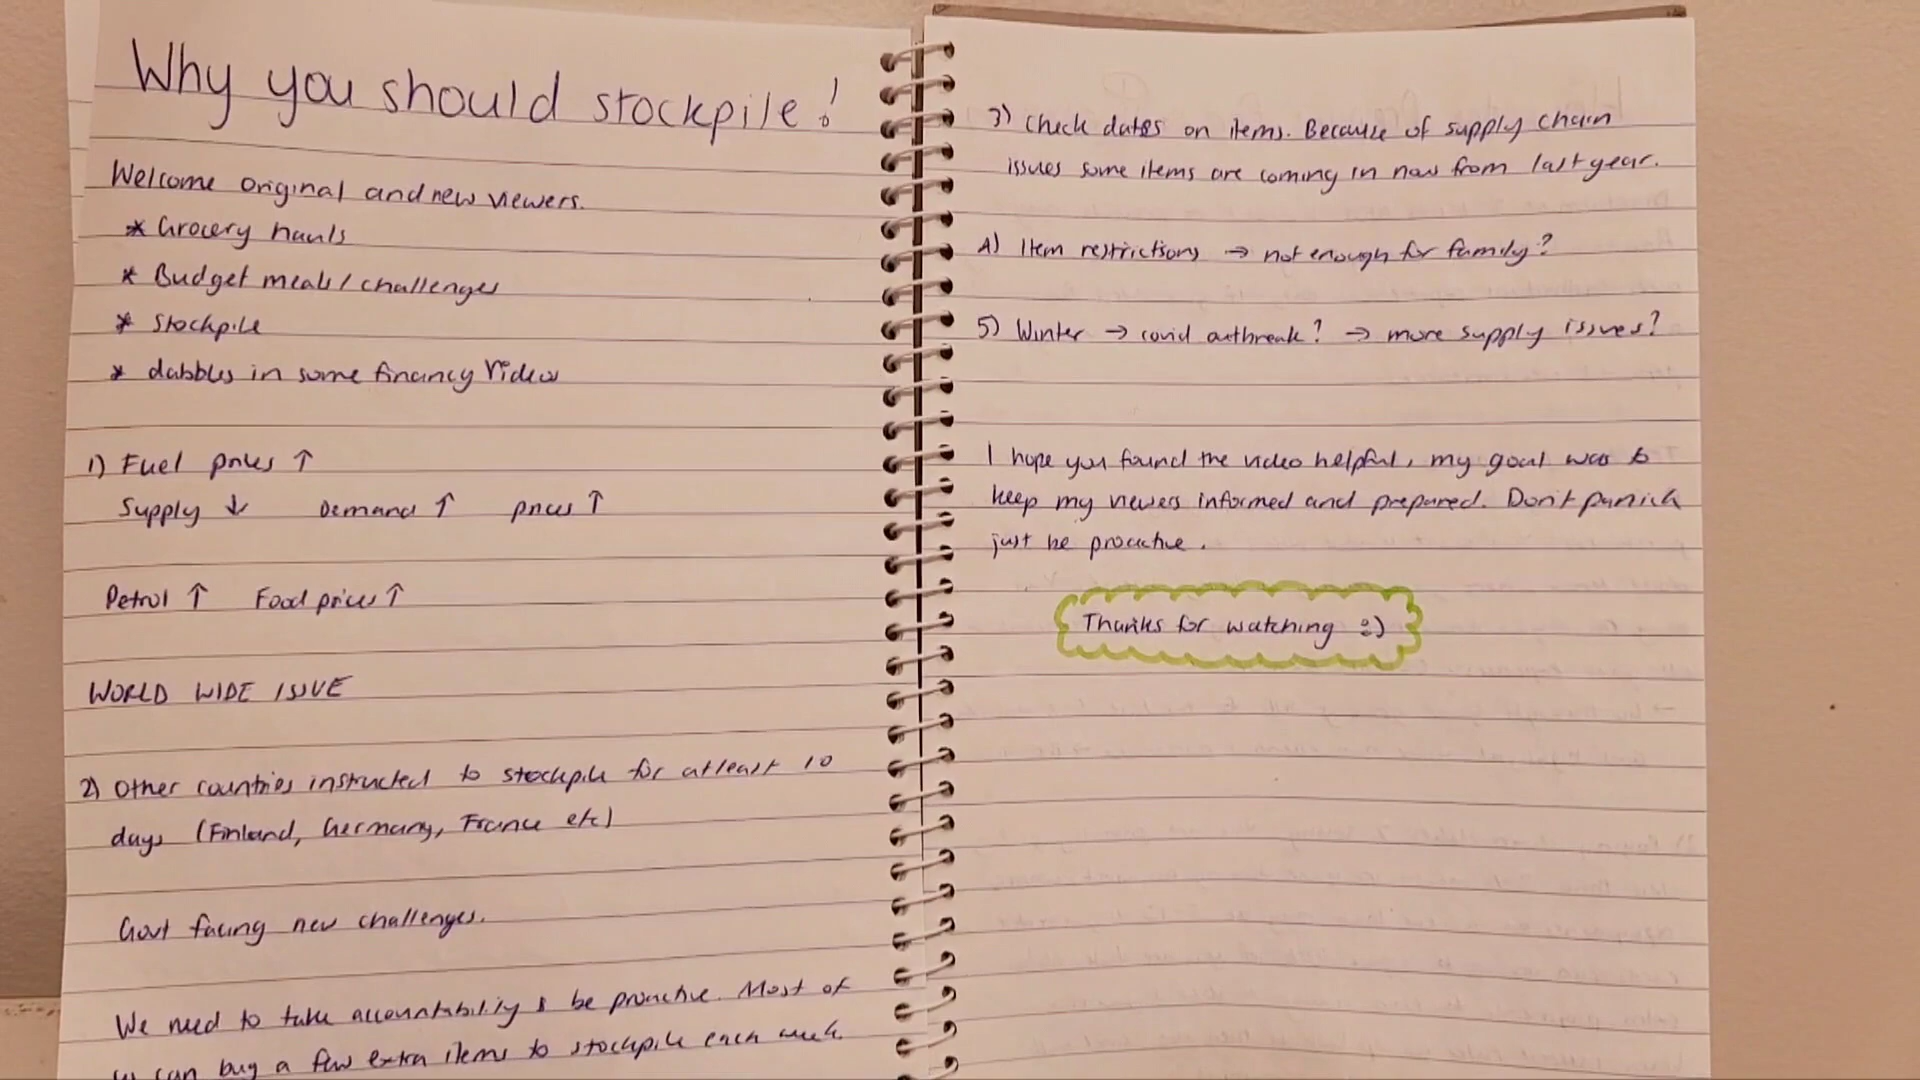 Why you should stockpile!
Welcome original and new viewers.
* Grocery hauls
* Budget meals / challenges
* Stockpile
* dabbles in some financy Videos
1) Fuel prices ↑
Supply ↓ Demand ↑ prices ↑
Petrol ↑ Food prices ↑
WORLD WIDE ISSUE
2) Other countries instructed to stockpile for atleast 10
days (Finland, Germany, France etc)
Govt facing new challenges.
We need to take accountability & be proactive. Most of
us can buy a few extra items to stockpile each week.
3) Check dates on items. Because of supply chain
issues some items are coming in now from last year.
4) Item restrictions → not enough for family?
5) Winter → covid outbreak? → more supply issues?
I hope you found the video helpful, my goal was to
keep my viewers informed and prepared. Don't panick
just be proactive.
Thanks for watching :)